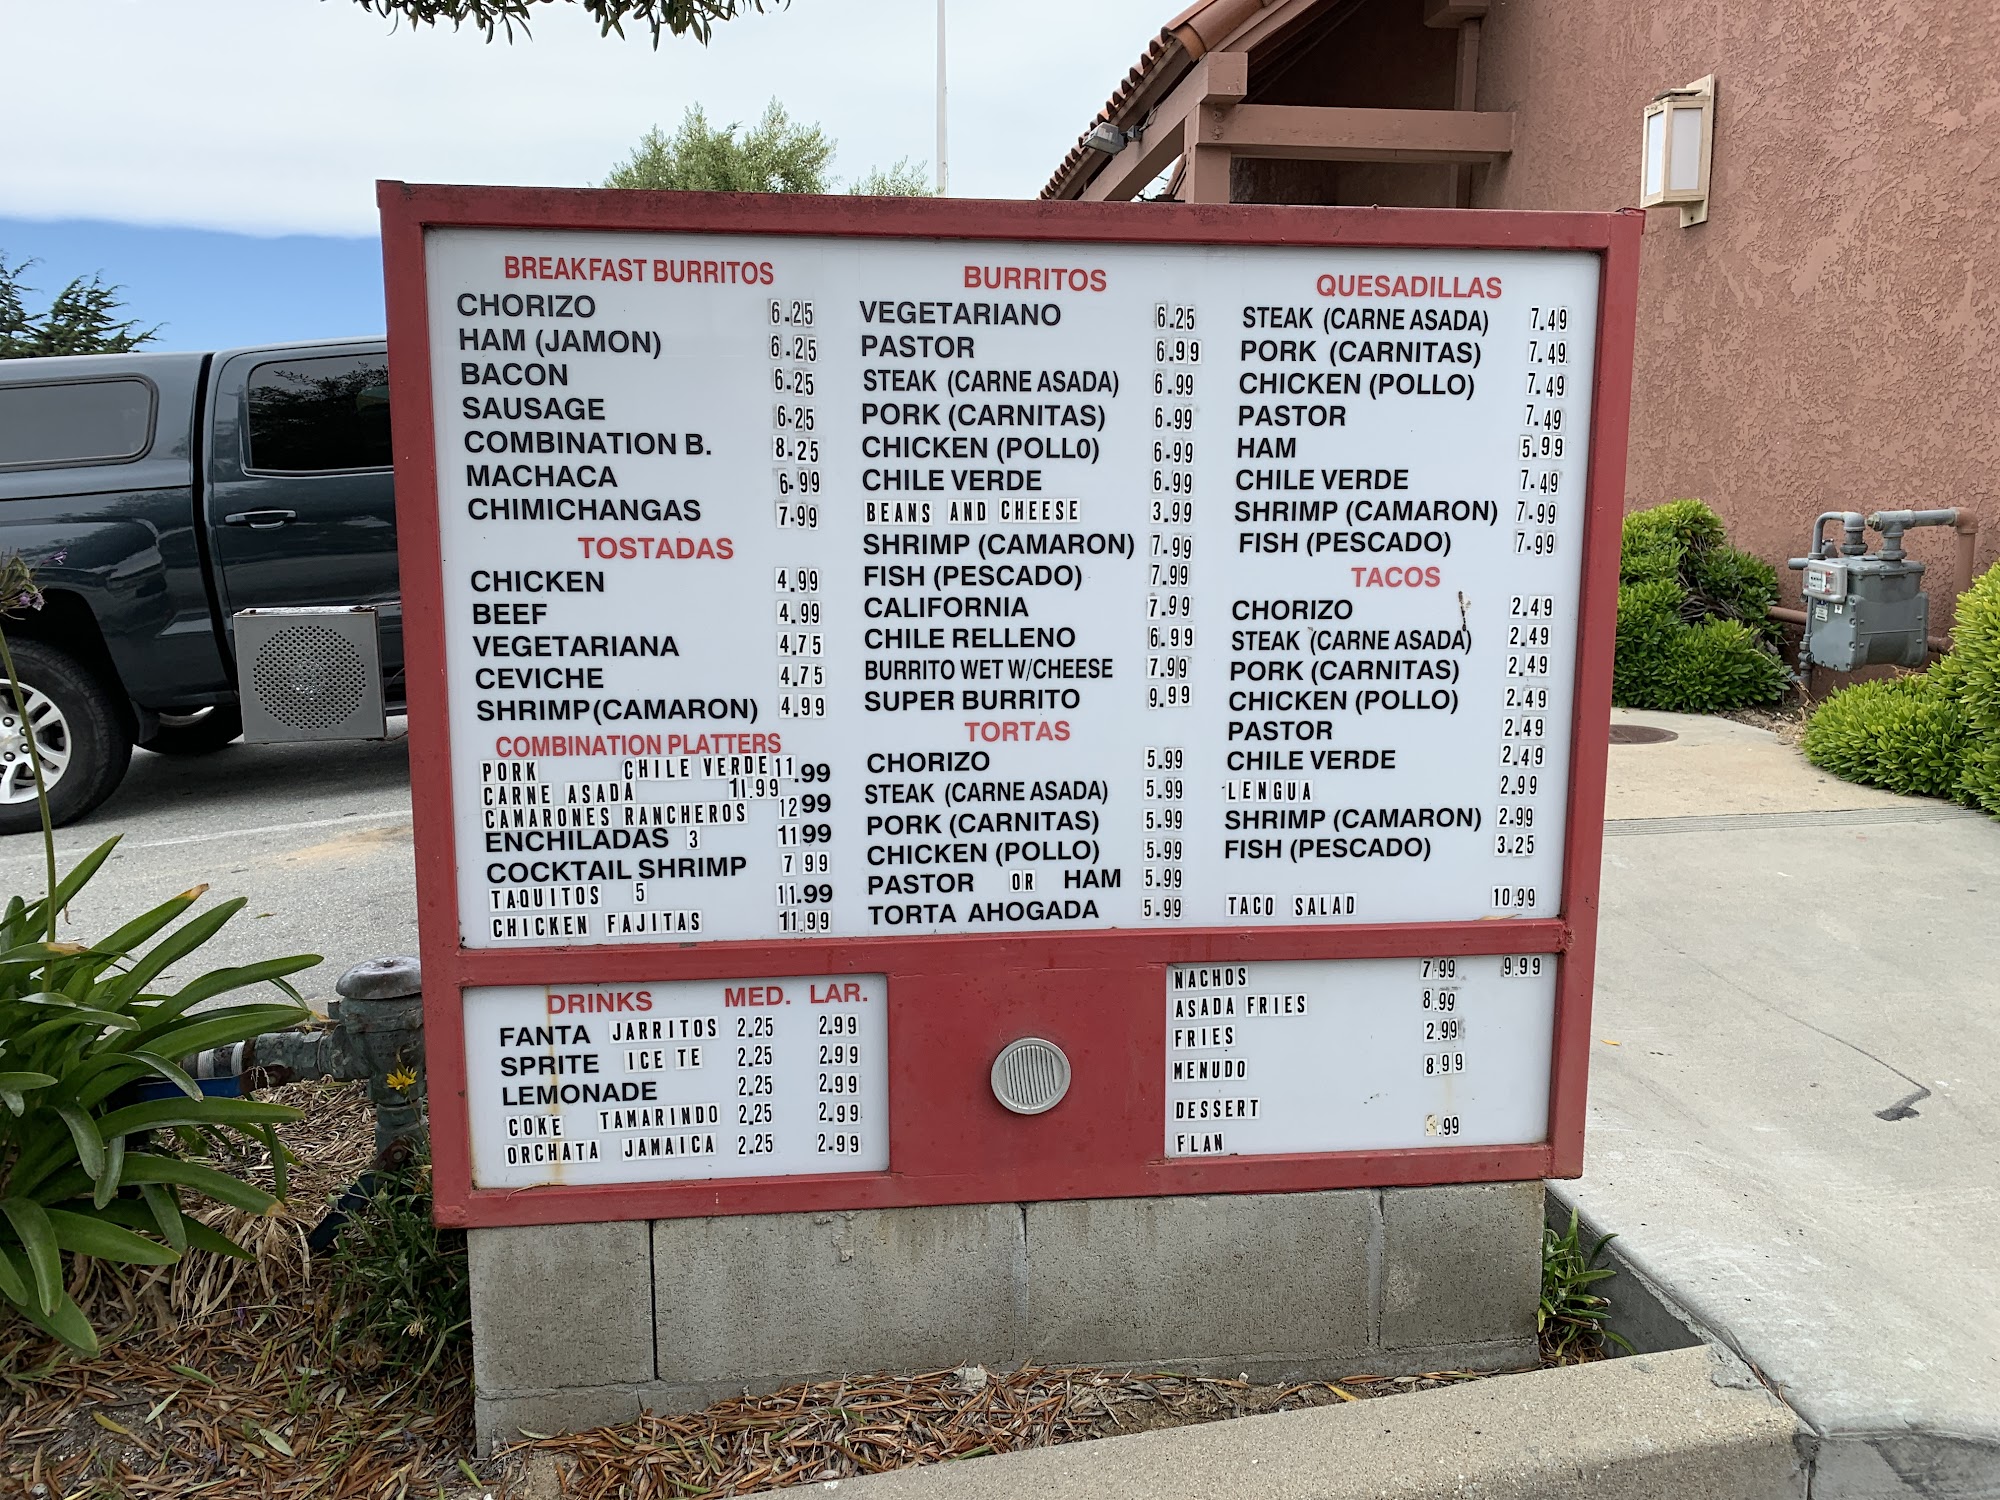 BREAKFAST BURRITOS
CHORIZO 6.25
HAM (JAMON) 6.25
BACON 6.25
SAUSAGE 6.25
COMBINATION B. 8.25
MACHACA 6.99
CHIMICHANGAS 7.99
TOSTADAS
CHICKEN 4.99
BEEF 4.99
VEGETARIANA 4.75
CEVICHE 4.75
SHRIMP(CAMARON) 4.99
COMBINATION PLATTERS
PORK CHILE VERDE 11.99
CARNE ASADA 11.99
CAMARONES RANCHEROS 12 99
ENCHILADAS 3 11 99
COCKTAIL SHRIMP 7 99
TAQUITOS 5 11.99
CHICKEN FAJITAS 11.99
BURRITOS
VEGETARIANO 6.25
PASTOR 6.99
STEAK (CARNE ASADA) 6.99
PORK (CARNITAS) 6.99
CHICKEN (POLL0) 6.99
CHILE VERDE 6.99
BEANS AND CHEESE 3.99
SHRIMP (CAMARON) 7.99
FISH (PESCADO) 7.99
CALIFORNIA 7.99
CHILE RELLENO 6.99
BURRITO WET W/CHEESE 7.99
SUPER BURRITO 9.99
TORTAS
CHORIZO 5.99
STEAK (CARNE ASADA) 5.99
PORK (CARNITAS) 5.99
CHICKEN (POLLO) 5.99
PASTOR OR HAM 5.99
TORTA AHOGADA 5.99
QUESADILLAS
STEAK (CARNE ASADA) 7.49
PORK (CARNITAS) 7.49
CHICKEN (POLLO) 7.49
PASTOR 7.49
HAM 5.99
CHILE VERDE 7.49
SHRIMP (CAMARON) 7.99
FISH (PESCADO) 7.99
TACOS
CHORIZO 2.49
STEAK (CARNE ASADA) 2.49
PORK (CARNITAS) 2.49
CHICKEN (POLLO) 2.49
PASTOR 2.49
CHILE VERDE 2.49
LENGUA 2.99
SHRIMP (CAMARON) 2.99
FISH (PESCADO) 3.25
TACO SALAD 10.99
DRINKS MED. LAR.
FANTA JARRITOS 2.25 2.99
SPRITE ICE TE 2.25 2.99
LEMONADE 2.25 2.99
COKE TAMARINDO 2.25 2.99
ORCHATA JAMAICA 2.25 2.99
NACHOS 7.99 9.99
ASADA FRIES 8.99
FRIES 2.99
MENUDO 8.99
DESSERT
FLAN .99